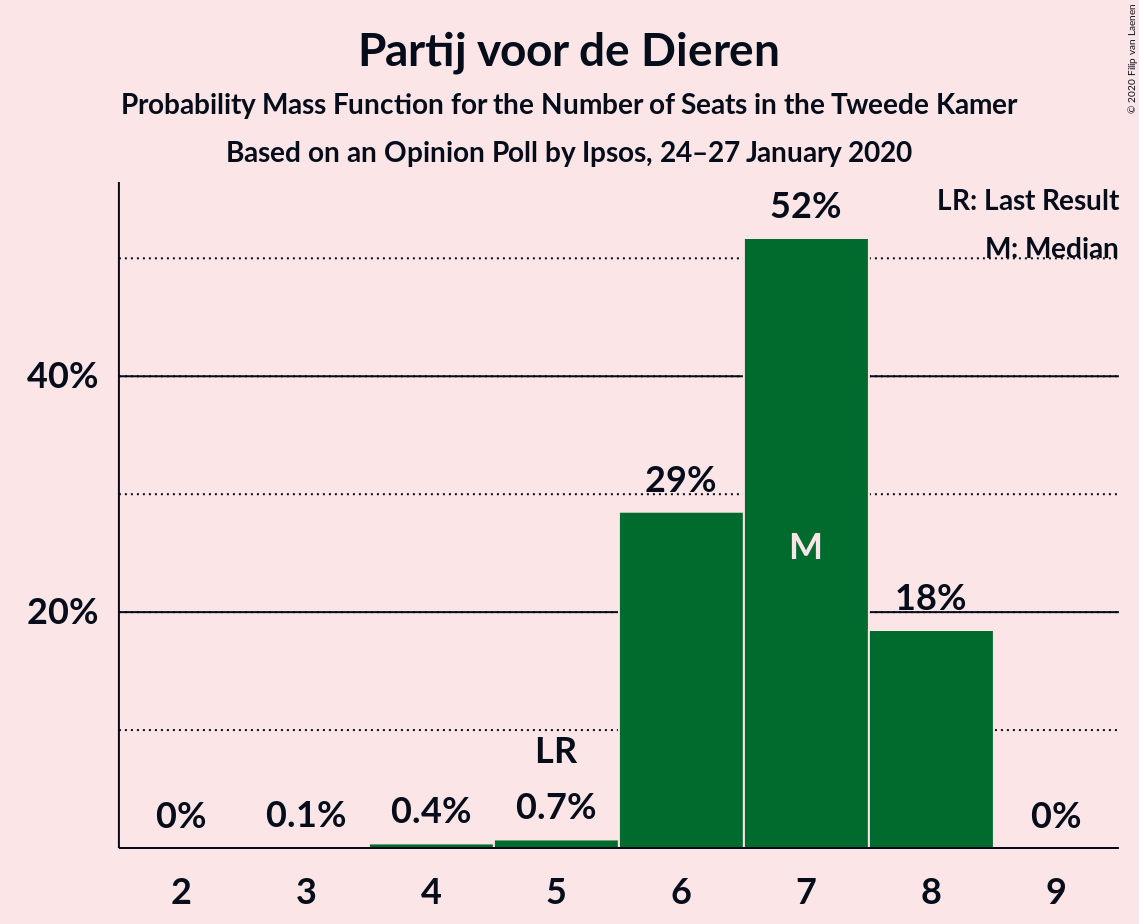 Partij voor de Dieren
Probability Mass Function for the Number of Seats in the Tweede Kamer
Based on an Opinion Poll by Ipsos, 24–27 January 2020
© 2020 Filip van Laenen
LR: Last Result
M: Median
52%
40%
29%
M
20%
18%
LR
0% 0.1% 0.4% 0.7% 0%
2 3 4 5 6 7 8 9